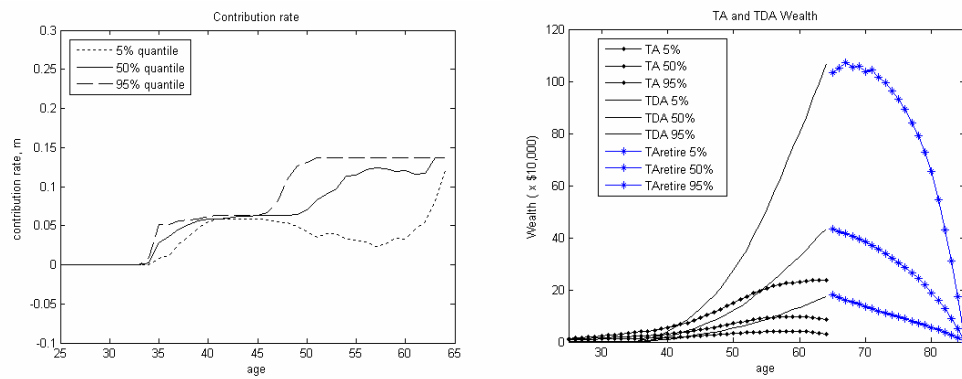 Contribution rate
0.3
0.25
0.2
0.15
0.1
0.05
0
-0.05
-0.1
contribution rate, m
5% quantile
50% quantile
95% quantile
25 30 35 40 45 50 55 60 65
age
TA and TDA Wealth
120
100
80
60
40
20
0
Wealth ( x $10,000)
TA 5%
TA 50%
TA 95%
TDA 5%
TDA 50%
TDA 95%
TAretire 5%
TAretire 50%
TAretire 95%
30 40 50 60 70 80
age